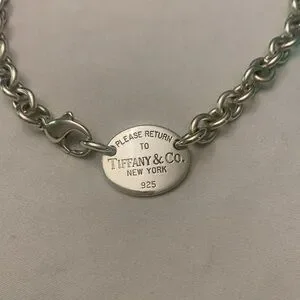 PLEASE RETURN
TO
TIFFANY & CO.
NEW YORK
925